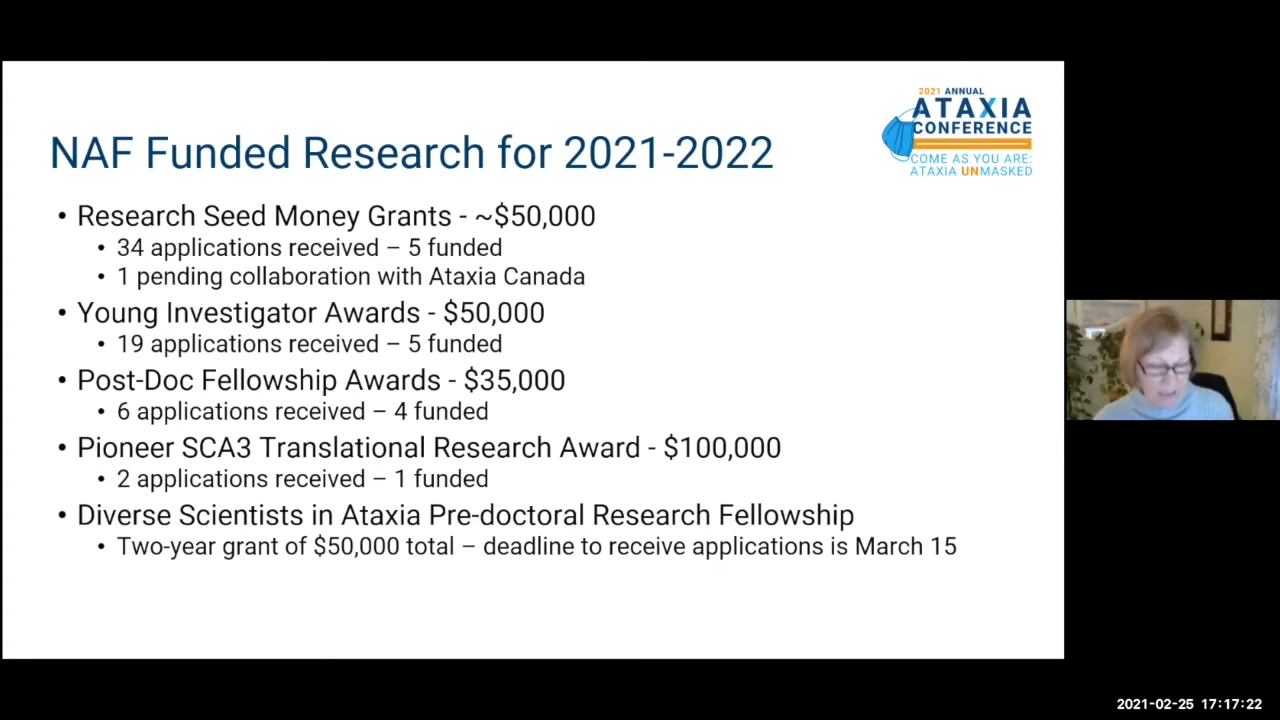 2021 ANNUAL
ATAXIA
CONFERENCE
COME AS YOU ARE:
ATAXIA UNMASKED
NAF Funded Research for 2021-2022
• Research Seed Money Grants - ~$50,000
• 34 applications received – 5 funded
• 1 pending collaboration with Ataxia Canada
• Young Investigator Awards - $50,000
• 19 applications received – 5 funded
• Post-Doc Fellowship Awards - $35,000
• 6 applications received – 4 funded
• Pioneer SCA3 Translational Research Award - $100,000
• 2 applications received – 1 funded
• Diverse Scientists in Ataxia Pre-doctoral Research Fellowship
• Two-year grant of $50,000 total – deadline to receive applications is March 15
2021-02-25 17:17:22